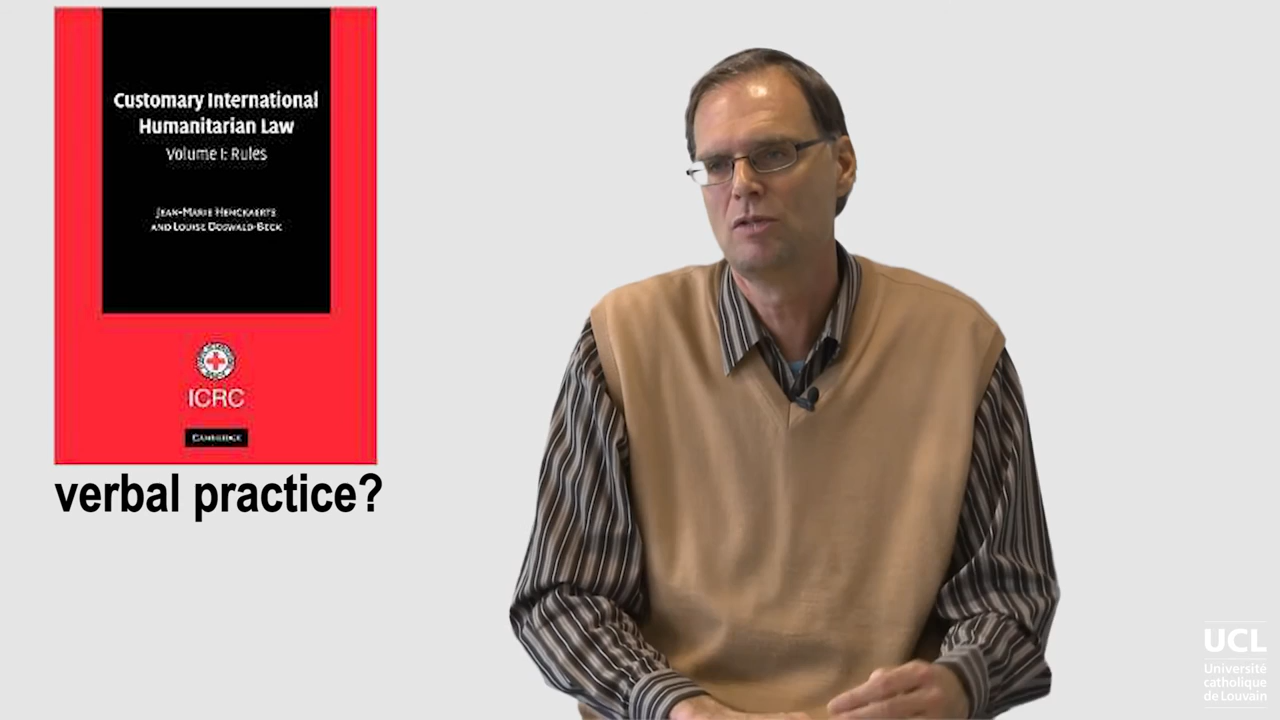 Customary International
Humanitarian Law
Volume I: Rules
Jean-Marie Henckaerts
and Louise Doswald-Beck
ICRC
Cambridge
verbal practice?
UCL
Université
catholique
de Louvain